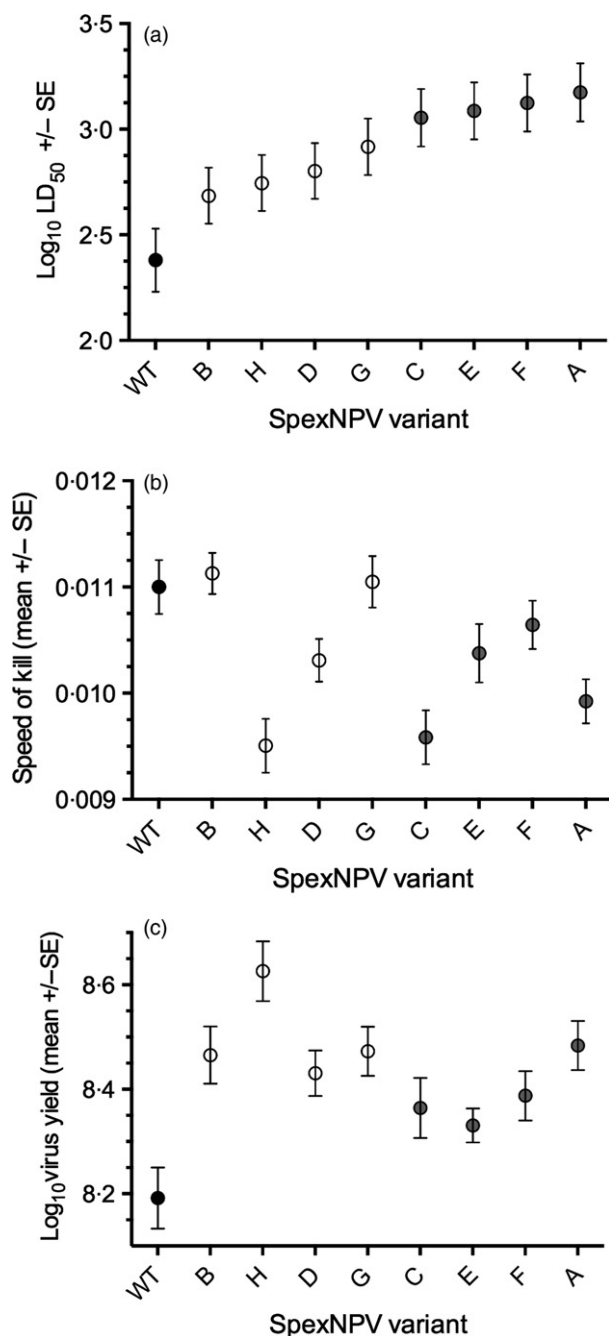 (a)
Log₁₀ LD₅₀ +/− SE
3·5
3·0
2·5
2·0
WT B H D G C E F A
SpexNPV variant
(b)
Speed of kill (mean +/− SE)
0·012
0·011
0·010
0·009
WT B H D G C E F A
SpexNPV variant
(c)
Log₁₀ virus yield (mean +/−SE)
8·6
8·4
8·2
WT B H D G C E F A
SpexNPV variant